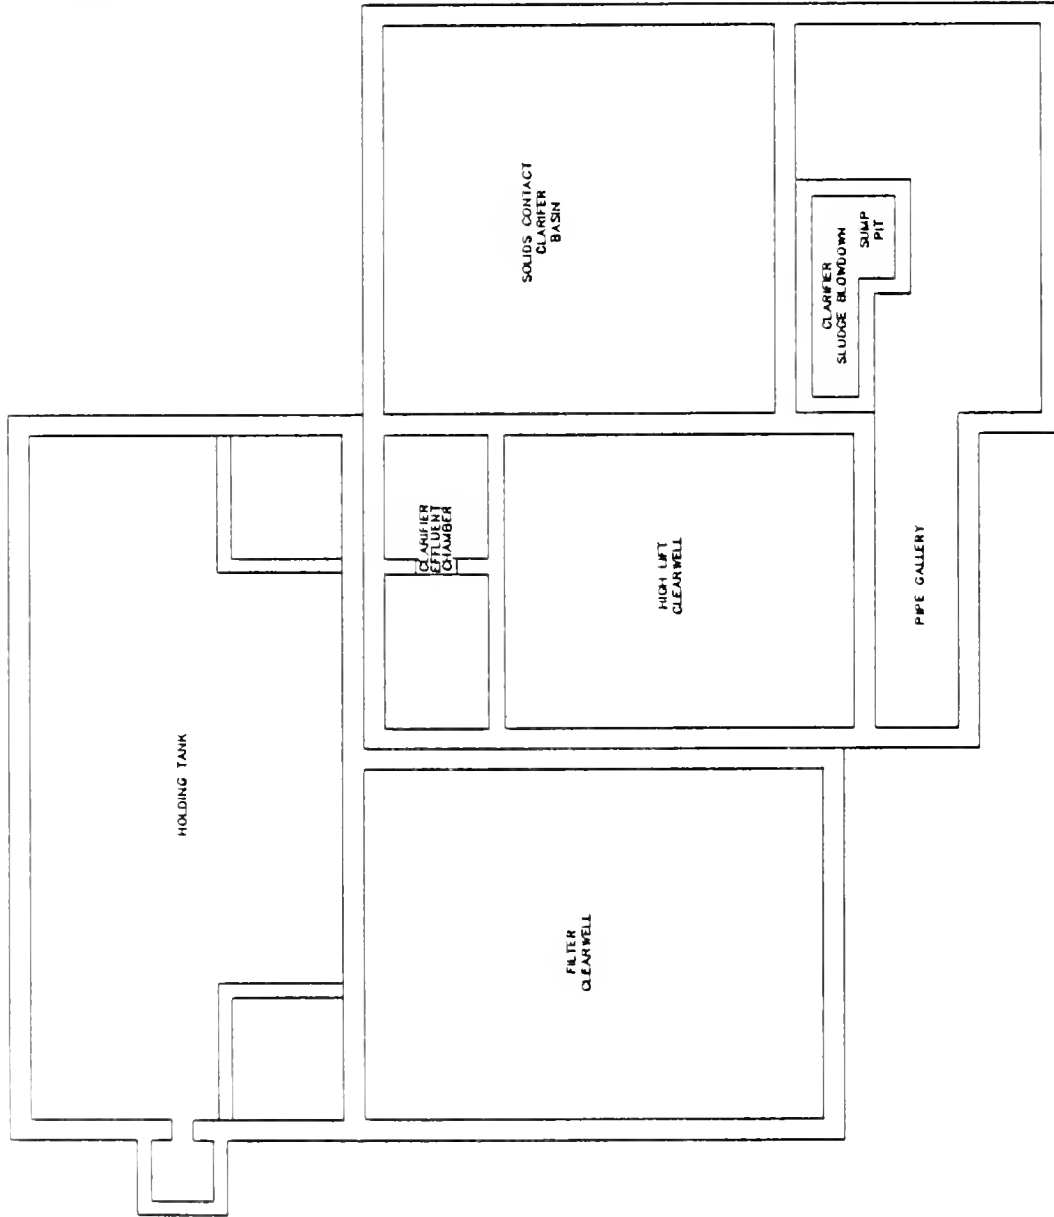 HOLDING TANK
CLARIFIER
EFFLUENT
CHAMBER
SOLIDS CONTACT
CLARIFER
BASIN
FILTER
CLEARWELL
HIGH LIFT
CLEARWELL
CLARIFIER
SLUDGE BLOWDOWN
SUMP
PIT
PIPE GALLERY